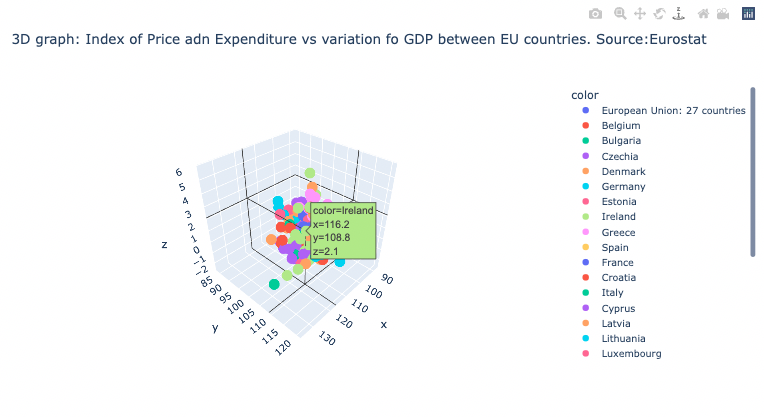 3D graph: Index of Price adn Expenditure vs variation fo GDP between EU countries. Source:Eurostat
color
European Union: 27 countries
Belgium
Bulgaria
Czechia
Denmark
Germany
Estonia
Ireland
Greece
Spain
France
Croatia
Italy
Cyprus
Latvia
Lithuania
Luxembourg
color=Ireland
x=116.2
y=108.8
z=2.1
z
6
5
4
3
2
1
0
−1
−2
y
85
90
95
100
105
110
115
120
x
90
100
110
120
130